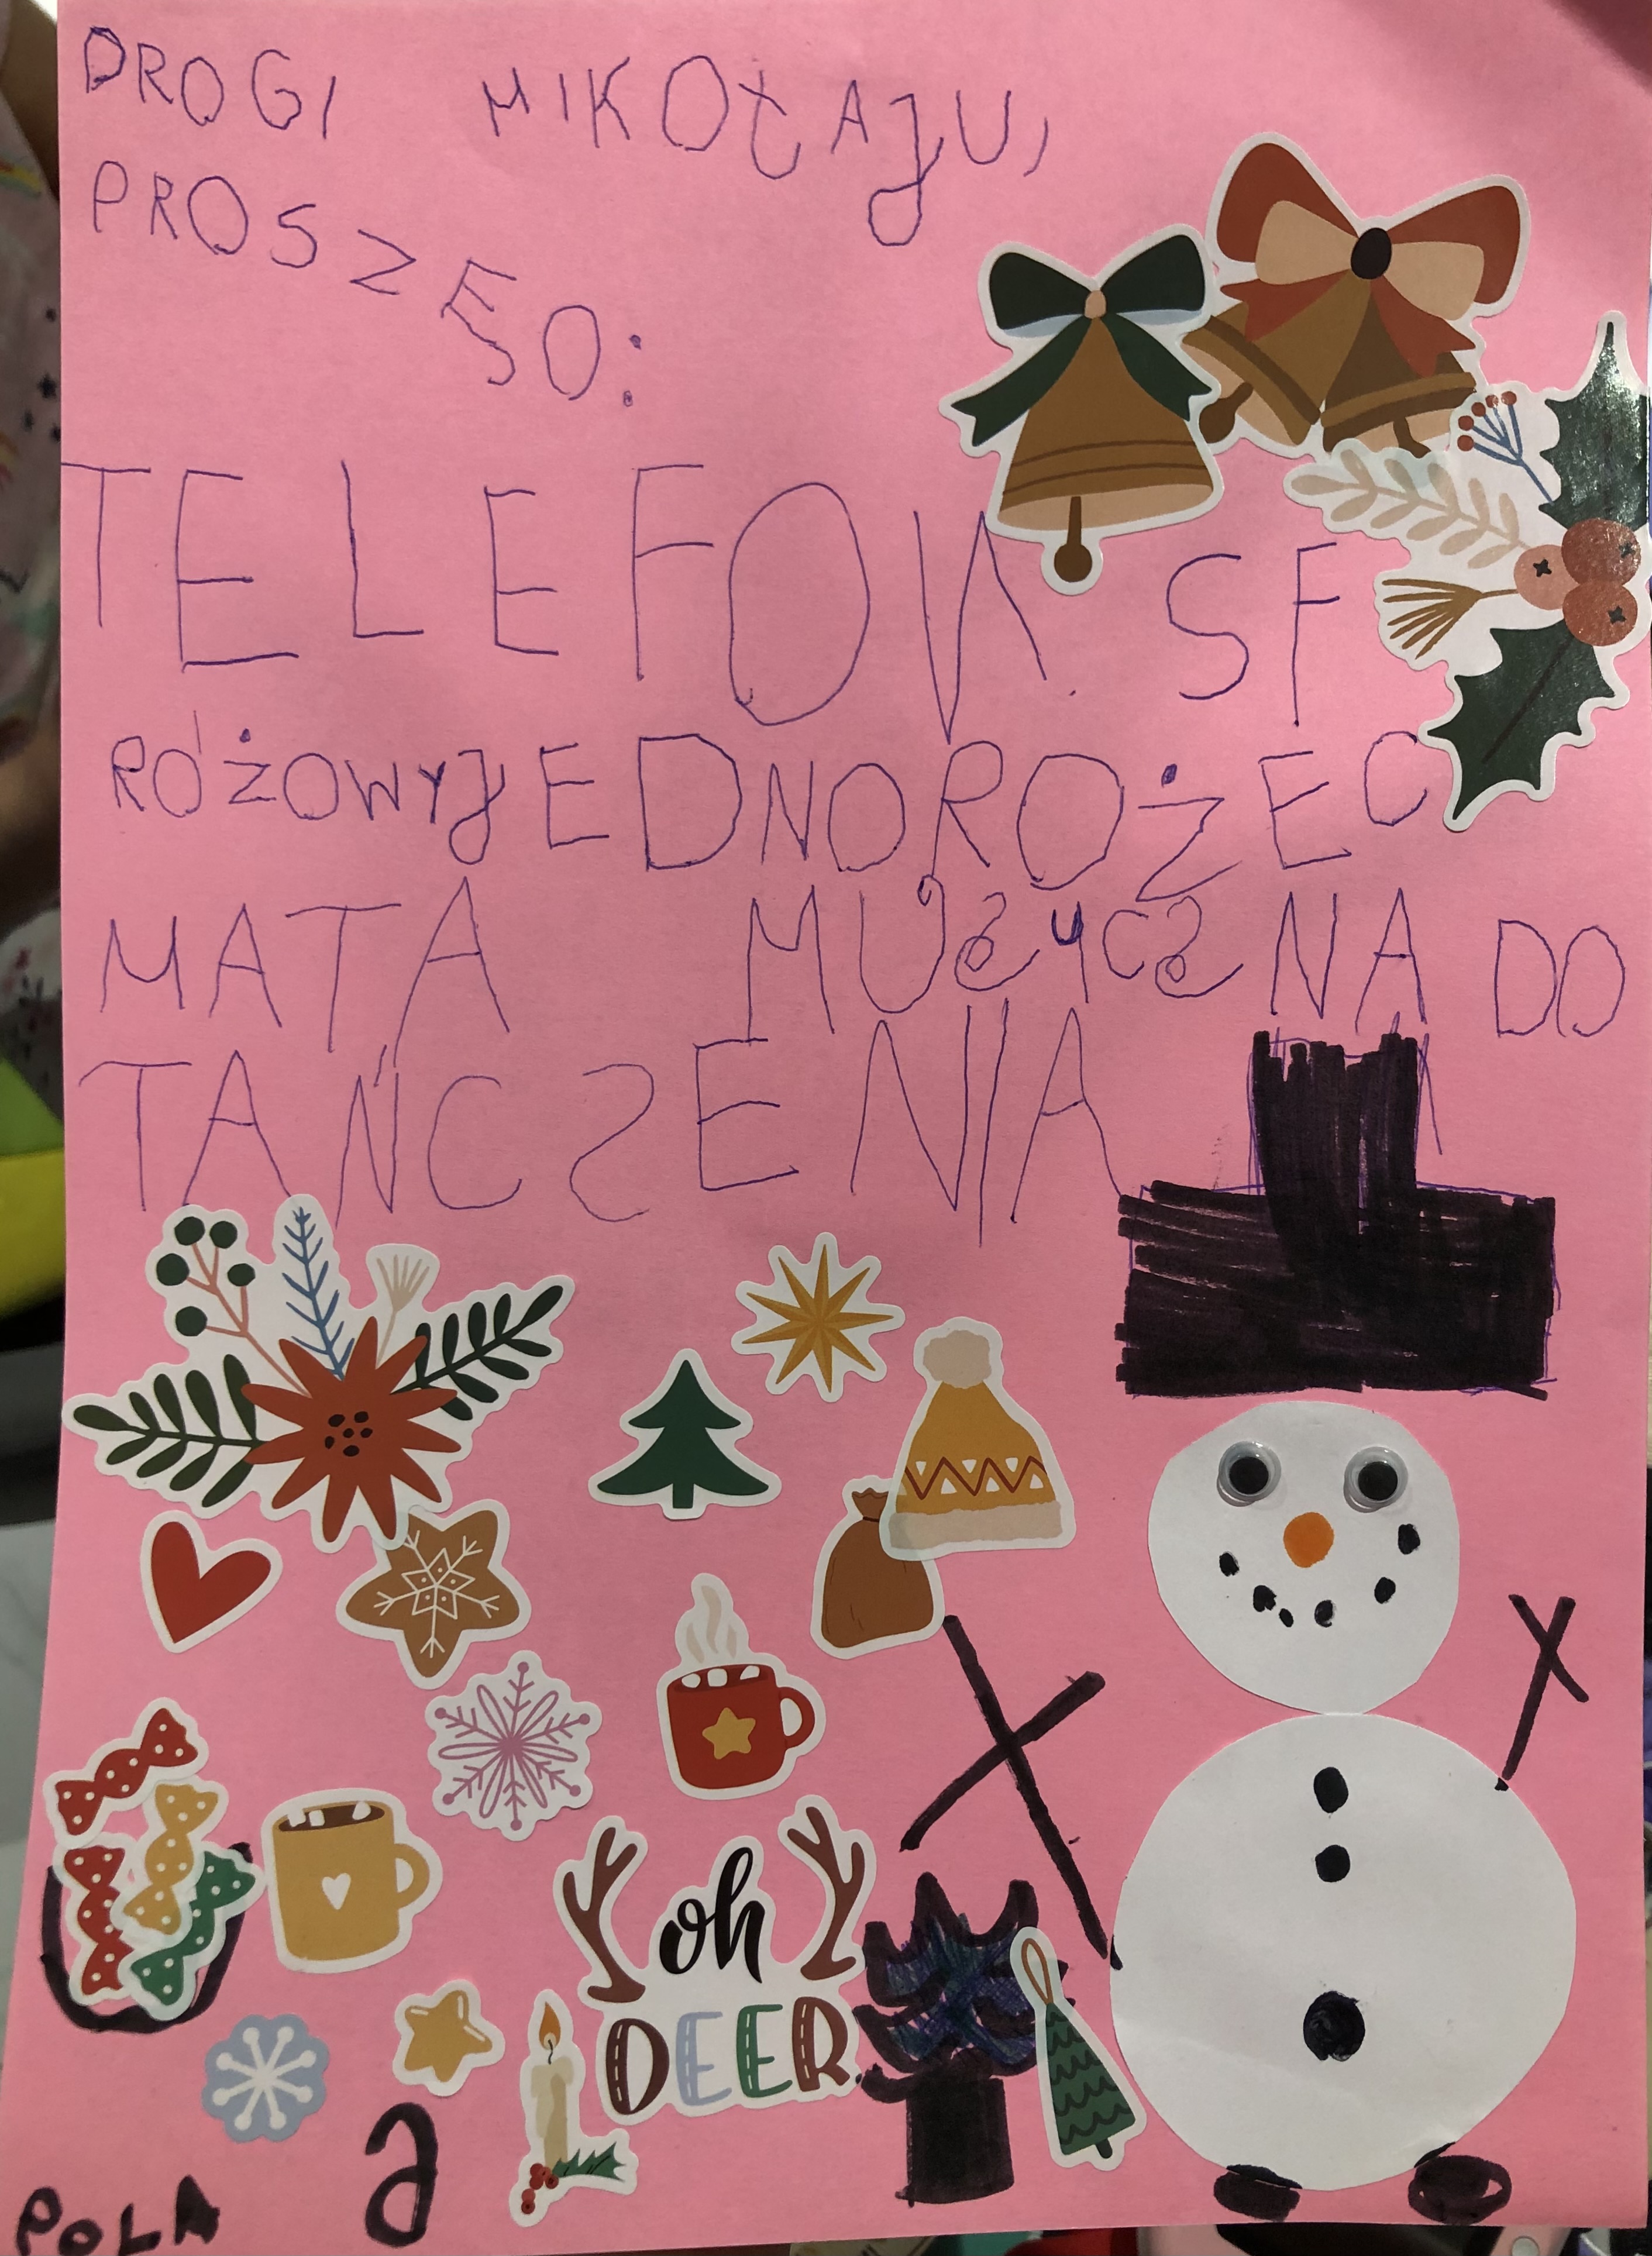 DROGI MIKOŁAJU,
PROSZĘ O:
TELEFON SF
RÓŻOWY JEDNOROŻEC
MATA MUZYCZNA DO
TAŃCZENIA
oh
DEER
POLA